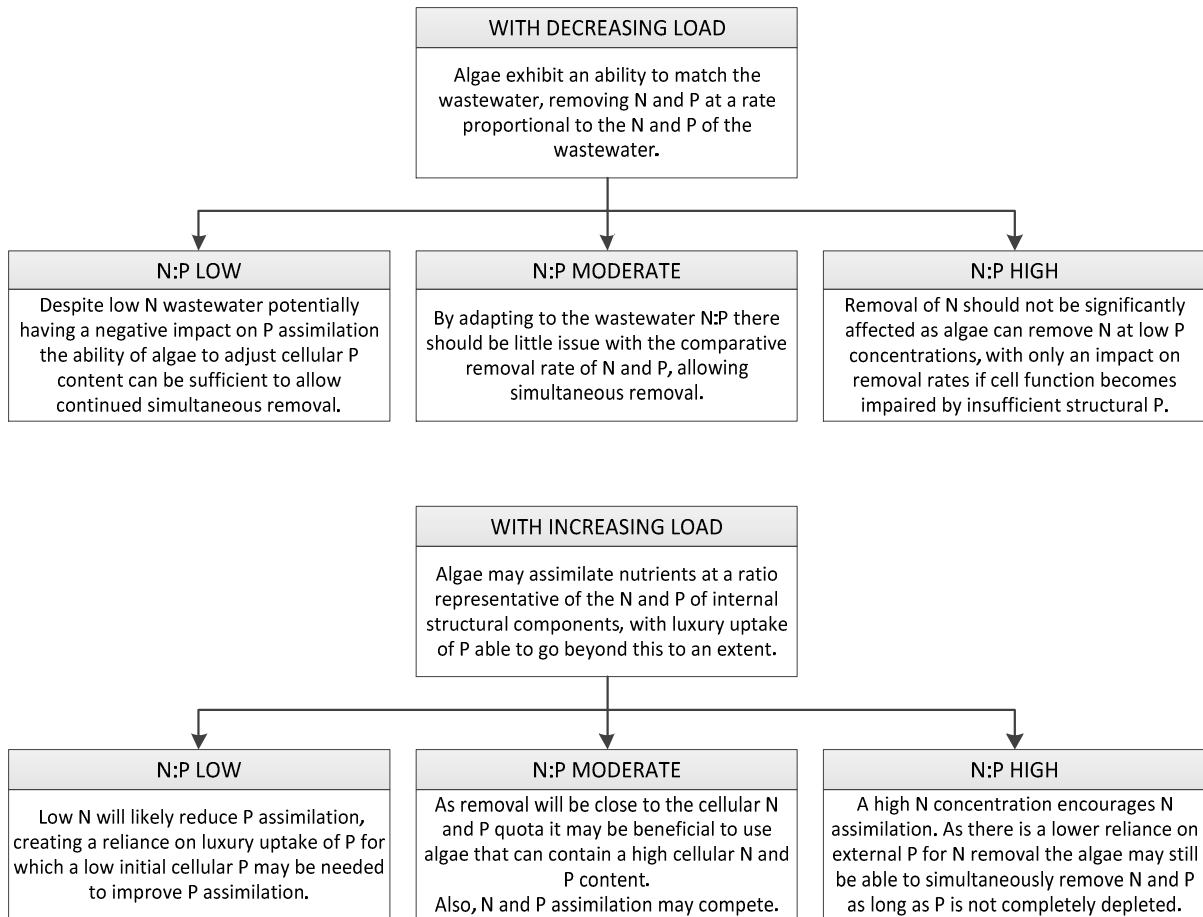 WITH DECREASING LOAD
Algae exhibit an ability to match the
wastewater, removing N and P at a rate
proportional to the N and P of the
wastewater.
N:P LOW
Despite low N wastewater potentially
having a negative impact on P assimilation
the ability of algae to adjust cellular P
content can be sufficient to allow
continued simultaneous removal.
N:P MODERATE
By adapting to the wastewater N:P there
should be little issue with the comparative
removal rate of N and P, allowing
simultaneous removal.
N:P HIGH
Removal of N should not be significantly
affected as algae can remove N at low P
concentrations, with only an impact on
removal rates if cell function becomes
impaired by insufficient structural P.
WITH INCREASING LOAD
Algae may assimilate nutrients at a ratio
representative of the N and P of internal
structural components, with luxury uptake
of P able to go beyond this to an extent.
N:P LOW
Low N will likely reduce P assimilation,
creating a reliance on luxury uptake of P for
which a low initial cellular P may be needed
to improve P assimilation.
N:P MODERATE
As removal will be close to the cellular N
and P quota it may be beneficial to use
algae that can contain a high cellular N and
P content.
Also, N and P assimilation may compete.
N:P HIGH
A high N concentration encourages N
assimilation. As there is a lower reliance on
external P for N removal the algae may still
be able to simultaneously remove N and P
as long as P is not completely depleted.